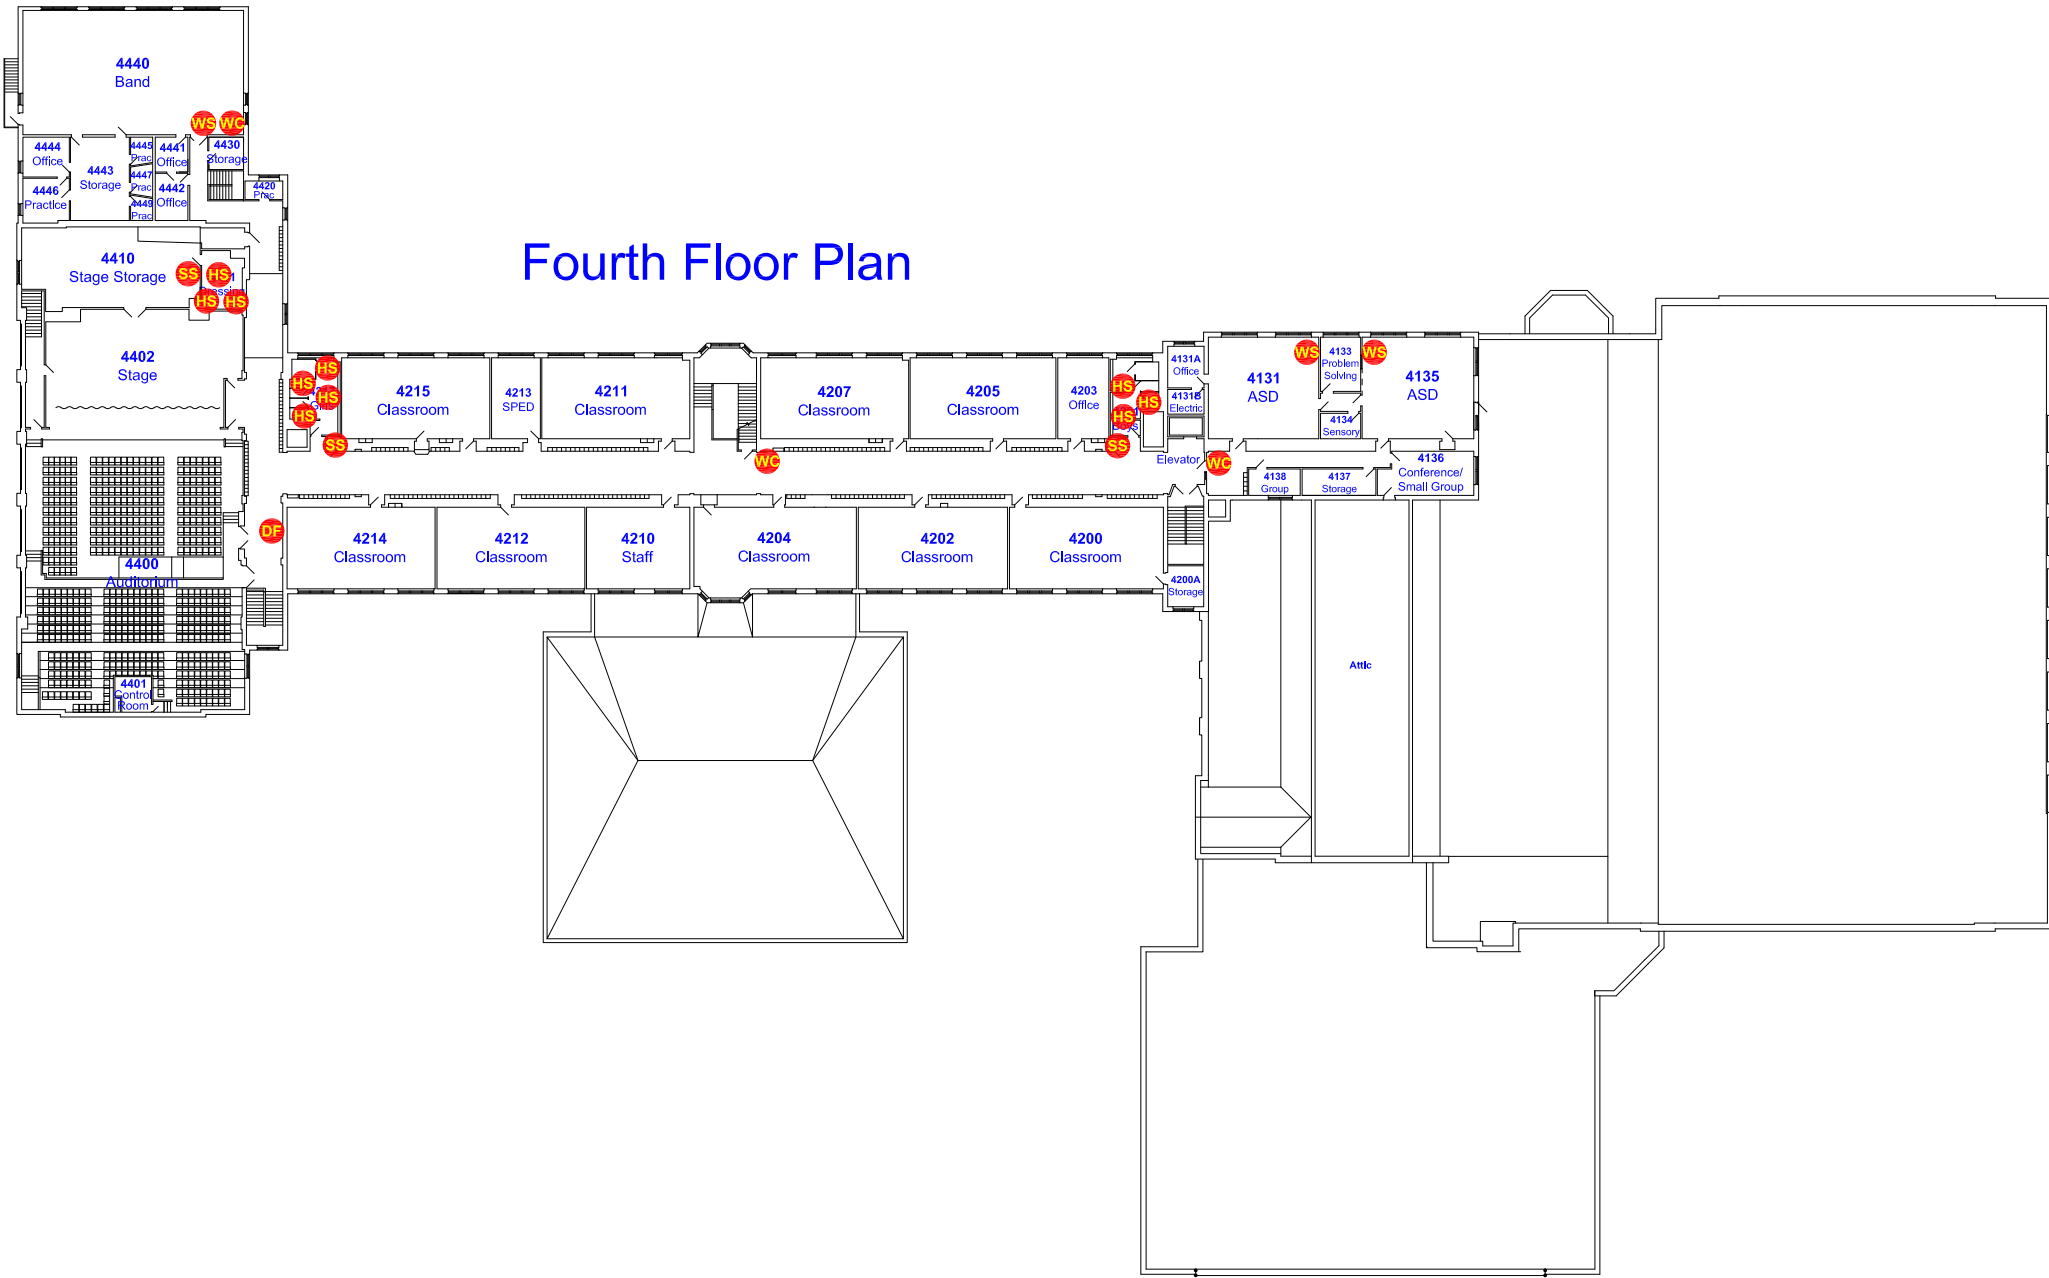 4440
Band
WS
WC
4444
Office
4443
Storage
4445
Prac
4441
Office
4430
Storage
4446
Practice
4447
Prac
4442
Office
4449
Prac
4420
Prac
Fourth Floor Plan
4410
Stage Storage
SS
HS
HS
HS
4402
Stage
HS
HS
HS
HS
SS
4215
Classroom
4213
SPED
4211
Classroom
4207
Classroom
4205
Classroom
4203
Office
HS
HS
HS
SS
4131A
Office
4131B
Electric
4131
ASD
WS
4133
Problem
Solving
WS
4135
ASD
4134
Sensory
WC
Elevator
WC
4138
Group
4137
Storage
4136
Conference/
Small Group
DF
4214
Classroom
4212
Classroom
4210
Staff
4204
Classroom
4202
Classroom
4200
Classroom
4200A
Storage
4400
Auditorium
4401
Control
Room
Attic